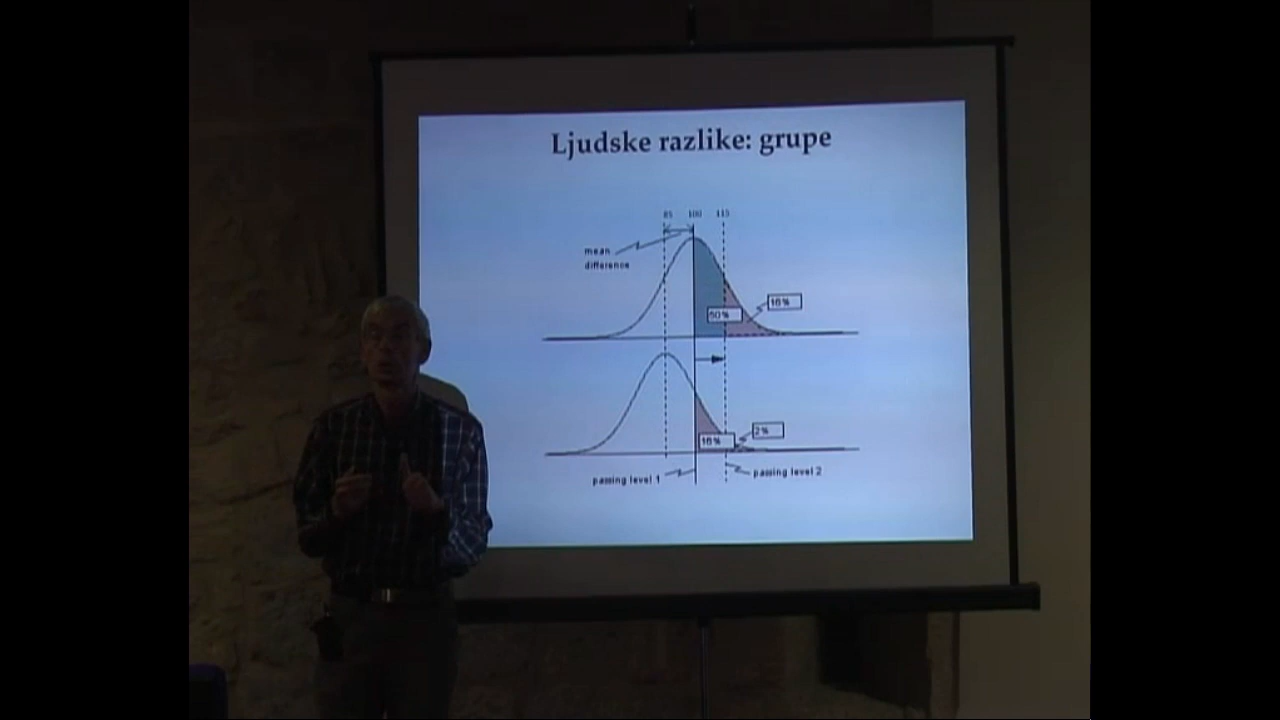 Ljudske razlike: grupe
85 100 115
mean
difference
16%
50%
2%
16%
passing level 1
passing level 2